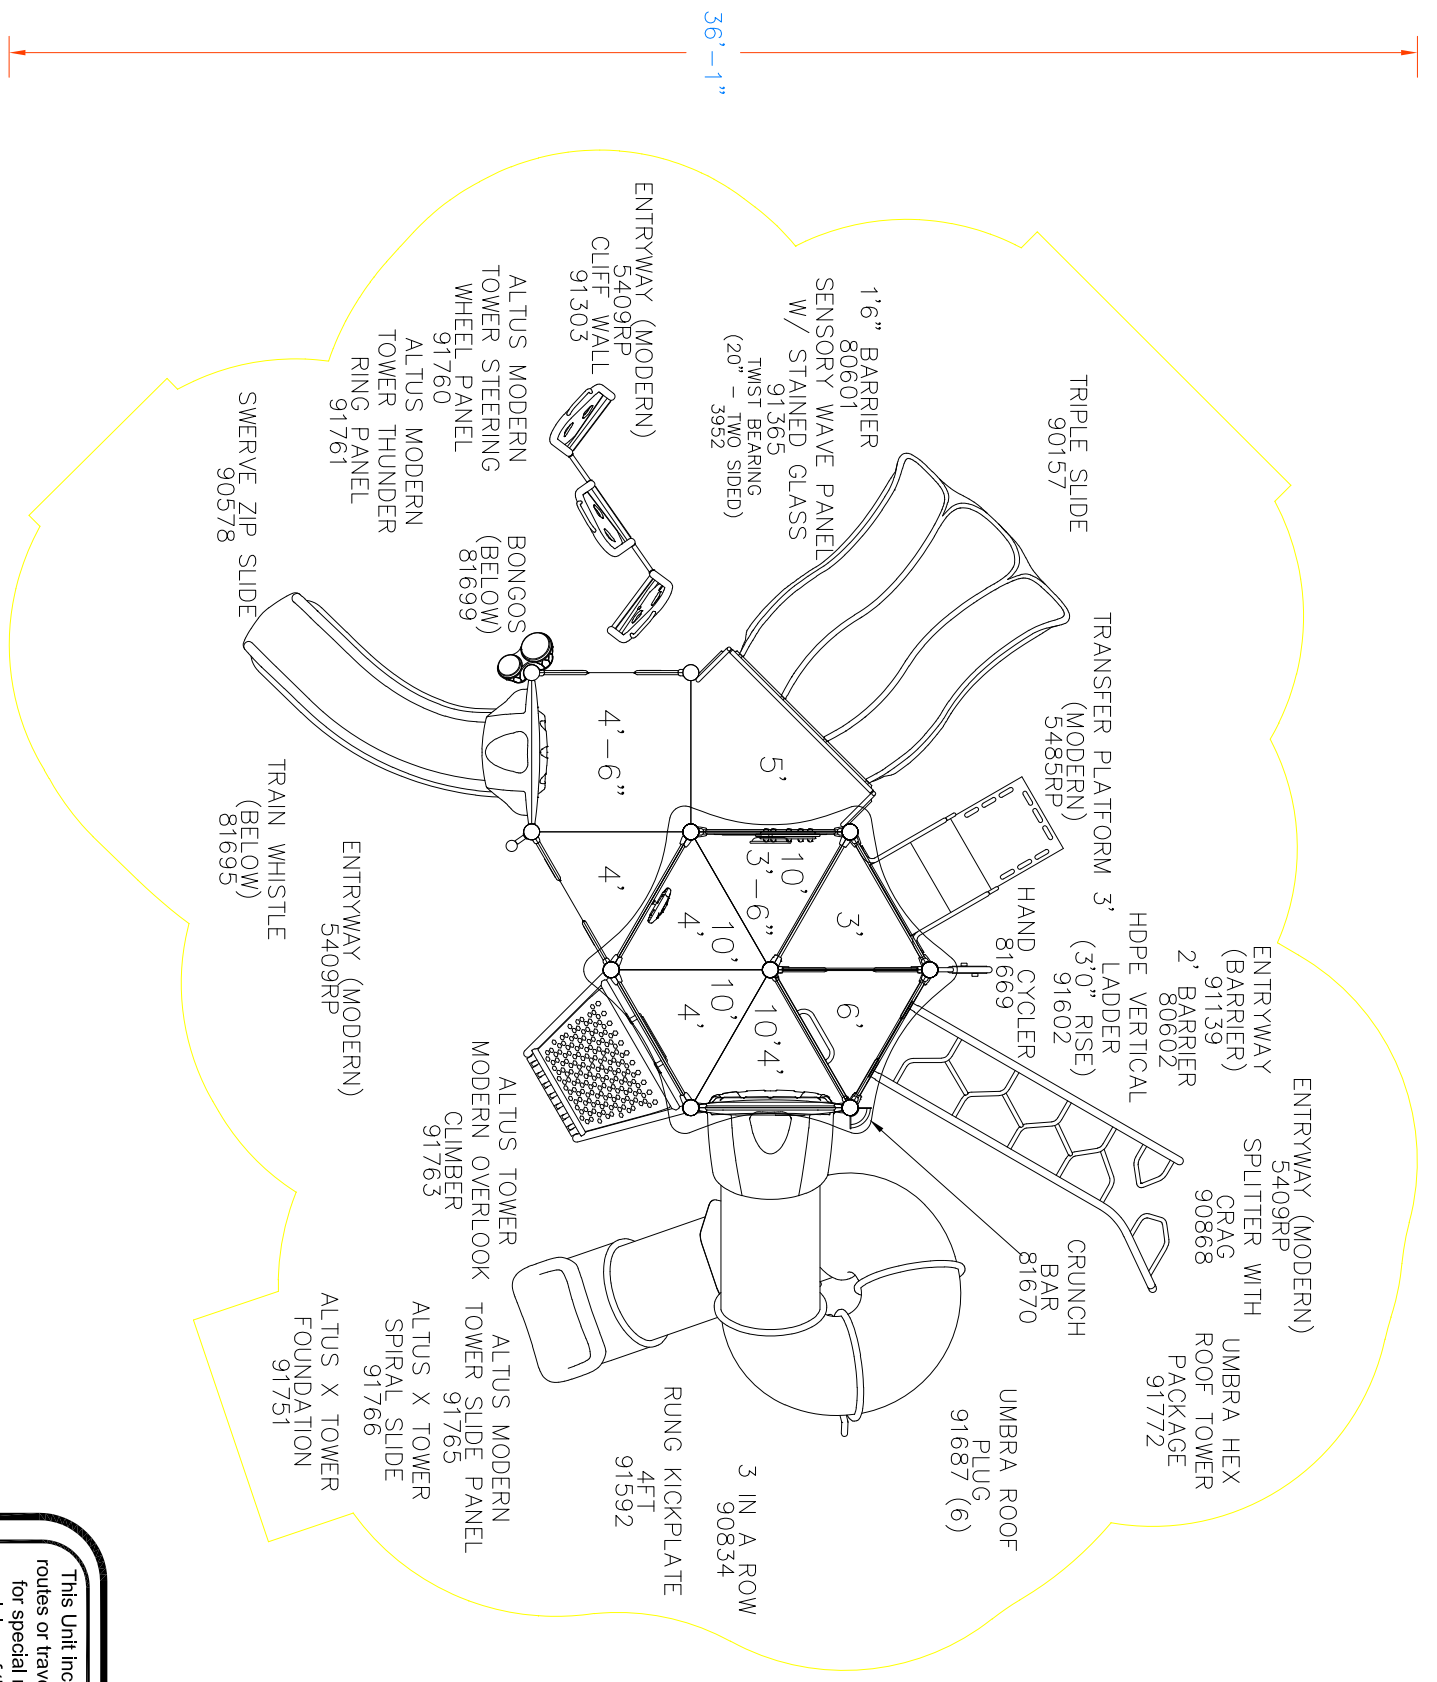 36'-1"
TRIPLE SLIDE
90157
1'6" BARRIER
80601
SENSORY WAVE PANEL
W/ STAINED GLASS
91365
TWIST BEARING
(20" - TWO SIDED)
3952
ENTRYWAY (MODERN)
5409RP
CLIFF WALL
91303
ALTUS MODERN
TOWER STEERING
WHEEL PANEL
91760
ALTUS MODERN
TOWER THUNDER
RING PANEL
91761
SWERVE ZIP SLIDE
90578
BONGOS
(BELOW)
81699
TRANSFER PLATFORM 3'
(MODERN)
5485RP
HAND CYCLER
81669
HDPE VERTICAL
LADDER
(3'0" RISE)
91602
ENTRYWAY
(BARRIER)
91139
2' BARRIER
80602
ENTRYWAY (MODERN)
5409RP
SPLITTER WITH
CRAG
90868
CRUNCH
BAR
81670
UMBRA HEX
ROOF TOWER
PACKAGE
91772
UMBRA ROOF
PLUG
91687 (6)
3 IN A ROW
90834
RUNG KICKPLATE
4FT
91592
5'
4'-6"
4'
10'
3'-6"
3'
6'
10'
4'
10'
4'
10'
4'
TRAIN WHISTLE
(BELOW)
81695
ENTRYWAY (MODERN)
5409RP
ALTUS TOWER
MODERN OVERLOOK
CLIMBER
91763
ALTUS MODERN
TOWER SLIDE PANEL
91765
ALTUS X TOWER
SPIRAL SLIDE
91766
ALTUS X TOWER
FOUNDATION
91751
This Unit inc
routes or trave
for special